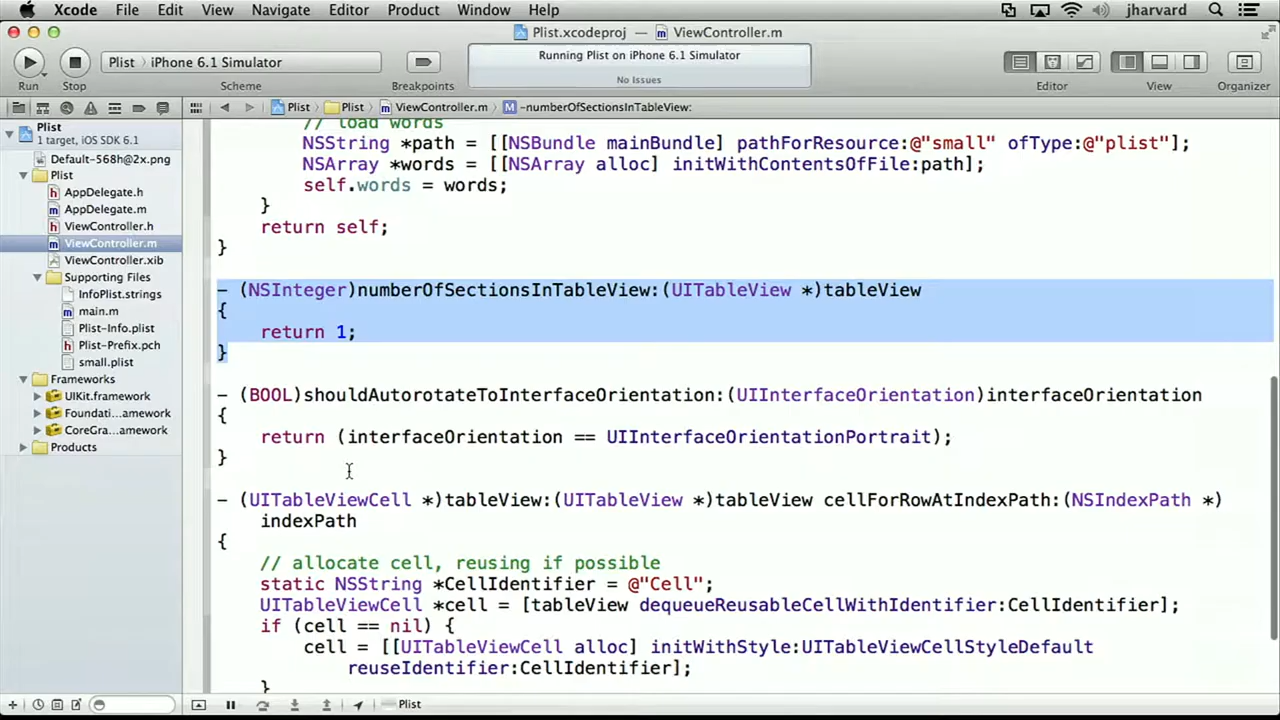 Xcode File Edit View Navigate Editor Product Window Help jharvard
Plist.xcodeproj — ViewController.m
Plist › iPhone 6.1 Simulator
Running Plist on iPhone 6.1 Simulator
No Issues
Run Stop Scheme Breakpoints Editor View Organizer
Plist › Plist › ViewController.m › M -numberOfSectionsInTableView:
Plist
1 target, iOS SDK 6.1
Default-568h@2x.png
Plist
AppDelegate.h
AppDelegate.m
ViewController.h
ViewController.m
ViewController.xib
Supporting Files
InfoPlist.strings
main.m
Plist-Info.plist
Plist-Prefix.pch
small.plist
Frameworks
UIKit.framework
Foundati...amework
CoreGra...amework
Products
// load words
NSString *path = [[NSBundle mainBundle] pathForResource:@"small" ofType:@"plist"];
NSArray *words = [[NSArray alloc] initWithContentsOfFile:path];
self.words = words;
}
return self;
}
- (NSInteger)numberOfSectionsInTableView:(UITableView *)tableView
{
return 1;
}
- (BOOL)shouldAutorotateToInterfaceOrientation:(UIInterfaceOrientation)interfaceOrientation
{
return (interfaceOrientation == UIInterfaceOrientationPortrait);
}
- (UITableViewCell *)tableView:(UITableView *)tableView cellForRowAtIndexPath:(NSIndexPath *)
indexPath
{
// allocate cell, reusing if possible
static NSString *CellIdentifier = @"Cell";
UITableViewCell *cell = [tableView dequeueReusableCellWithIdentifier:CellIdentifier];
if (cell == nil) {
cell = [[UITableViewCell alloc] initWithStyle:UITableViewCellStyleDefault
reuseIdentifier:CellIdentifier];
}
Plist